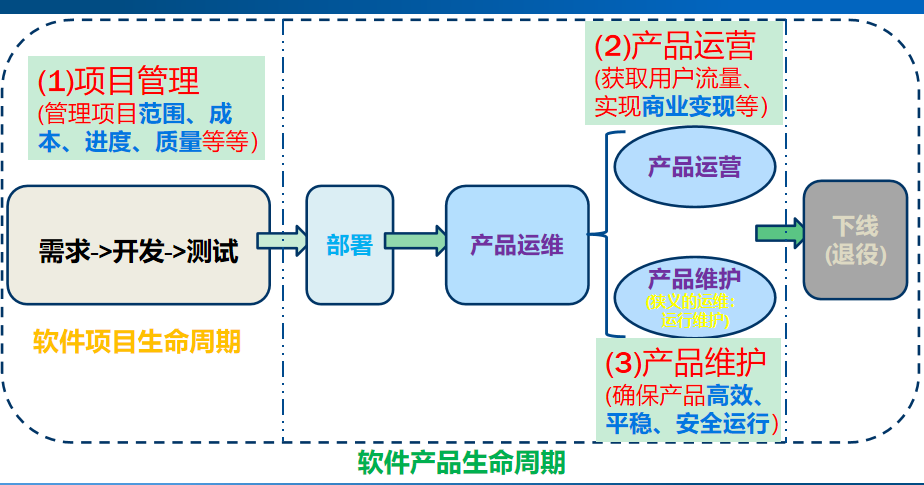 (1)项目管理
(管理项目范围、成
本、进度、质量等等)
(2)产品运营
(获取用户流量、
实现商业变现等)
产品运营
需求->开发->测试
部署
产品运维
下线
(退役)
产品维护
(狭义的运维：
运行维护)
软件项目生命周期
(3)产品维护
(确保产品高效、
平稳、安全运行)
软件产品生命周期